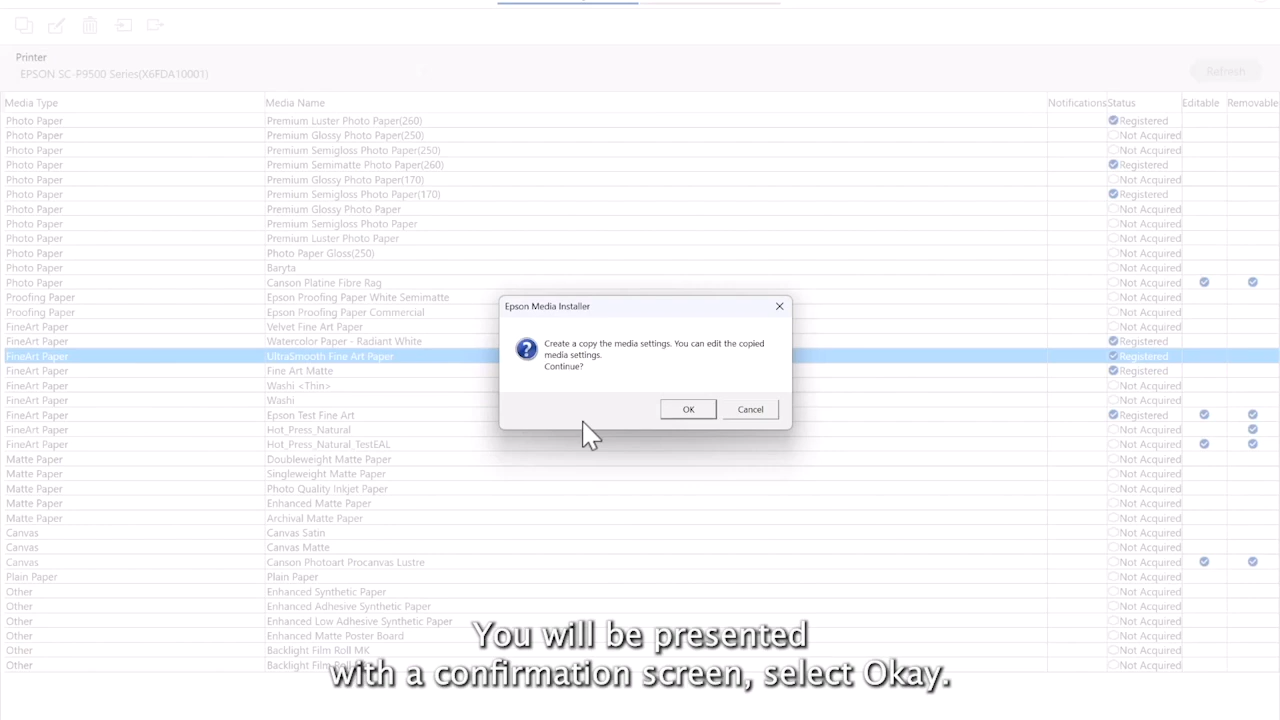 Printer
EPSON SC-P9500 Series(X6FDA10001)
Refresh
Media Type Media Name Notifications Status Editable Removable
Photo Paper Premium Luster Photo Paper(260) Registered
Photo Paper Premium Glossy Photo Paper(250) Not Acquired
Photo Paper Premium Semigloss Photo Paper(250) Not Acquired
Photo Paper Premium Semimatte Photo Paper(260) Registered
Photo Paper Premium Glossy Photo Paper(170) Not Acquired
Photo Paper Premium Semigloss Photo Paper(170) Registered
Photo Paper Premium Glossy Photo Paper Not Acquired
Photo Paper Premium Semigloss Photo Paper Not Acquired
Photo Paper Premium Luster Photo Paper Not Acquired
Photo Paper Photo Paper Gloss(250) Not Acquired
Photo Paper Baryta Not Acquired
Photo Paper Canson Platine Fibre Rag Not Acquired
Proofing Paper Epson Proofing Paper White Semimatte Not Acquired
Proofing Paper Epson Proofing Paper Commercial Not Acquired
FineArt Paper Velvet Fine Art Paper Not Acquired
FineArt Paper Watercolor Paper - Radiant White Registered
FineArt Paper UltraSmooth Fine Art Paper Registered
FineArt Paper Fine Art Matte Registered
FineArt Paper Washi <Thin> Not Acquired
FineArt Paper Washi Not Acquired
FineArt Paper Epson Test Fine Art Registered
FineArt Paper Hot_Press_Natural Not Acquired
FineArt Paper Hot_Press_Natural_TestEAL Not Acquired
Matte Paper Doubleweight Matte Paper Not Acquired
Matte Paper Singleweight Matte Paper Not Acquired
Matte Paper Photo Quality Inkjet Paper Not Acquired
Matte Paper Enhanced Matte Paper Not Acquired
Matte Paper Archival Matte Paper Not Acquired
Canvas Canvas Satin Not Acquired
Canvas Canvas Matte Not Acquired
Canvas Canson Photoart Procanvas Lustre Not Acquired
Plain Paper Plain Paper Not Acquired
Other Enhanced Synthetic Paper Not Acquired
Other Enhanced Adhesive Synthetic Paper Not Acquired
Other Enhanced Low Adhesive Synthetic Paper Not Acquired
Other Enhanced Matte Poster Board Not Acquired
Other Backlight Film Roll MK Not Acquired
Other Backlight Film Not Acquired
Epson Media Installer
Create a copy the media settings. You can edit the copied
media settings.
Continue?
OK Cancel
You will be presented
with a confirmation screen, select Okay.